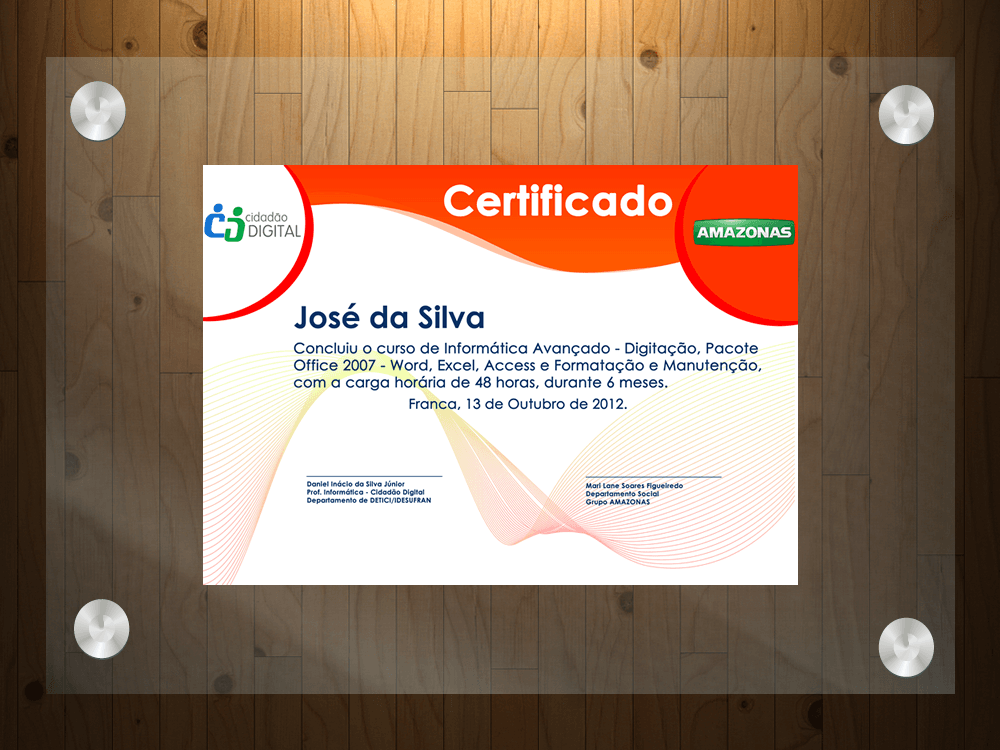 Certificado
cidadão
DIGITAL
AMAZONAS
José da Silva
Concluiu o curso de Informática Avançado - Digitação, Pacote
Office 2007 - Word, Excel, Access e Formatação e Manutenção,
com a carga horária de 48 horas, durante 6 meses.
Franca, 13 de Outubro de 2012.
Daniel Inácio da Silva Júnior
Prof. Informática - Cidadão Digital
Departamento de DETICI/IDESUFRAN
Mari Lane Soares Figueiredo
Departamento Social
Grupo AMAZONAS